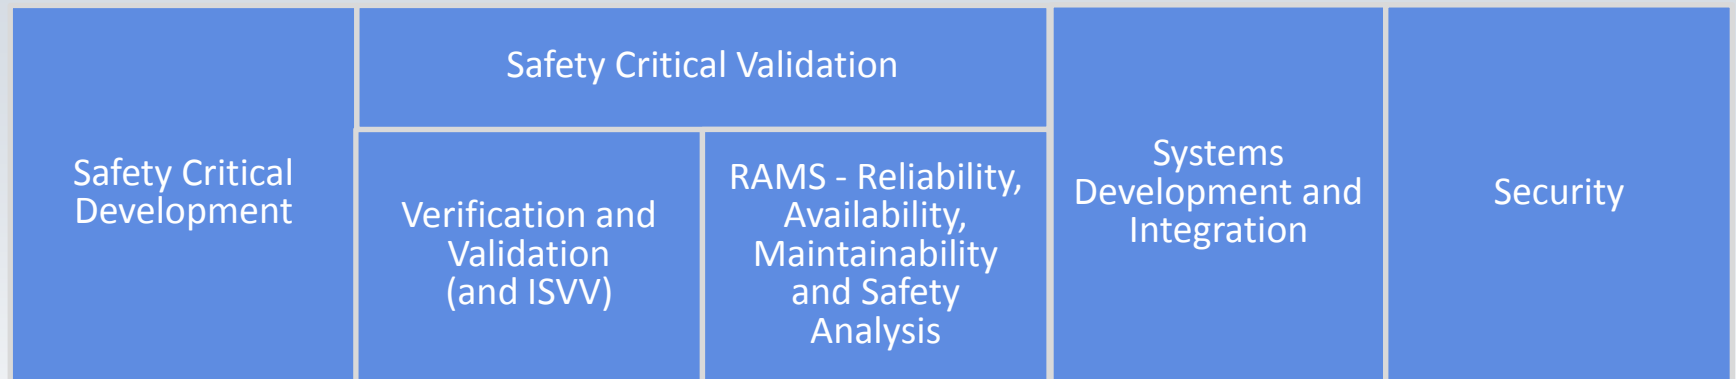 Safety Critical
Development
Safety Critical Validation
Verification and
Validation
(and ISVV)
RAMS - Reliability,
Availability,
Maintainability
and Safety
Analysis
Systems
Development and
Integration
Security